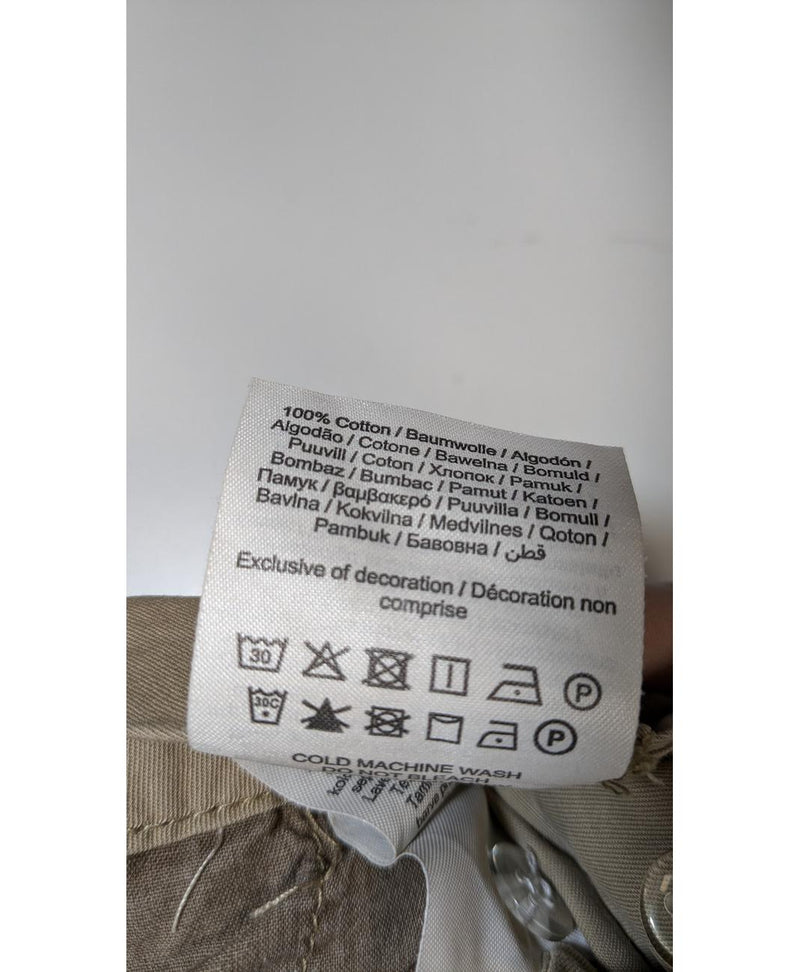 100% Cotton / Baumwolle / Algodón /
Algodão / Cotone / Bawełna / Bomuld /
Puuvill / Coton / Хлопок / Pamuk /
Bombaz / Bumbac / Pamut / Katoen /
Памук / βαμβακερό / Puuvilla / Bomull /
Bavlna / Kokvilna / Medvilnes / Qoton /
Pambuk / Бавовна / قطن
Exclusive of decoration / Décoration non
comprise
30 P
30C P
COLD MACHINE WASH
DO NOT BLEACH